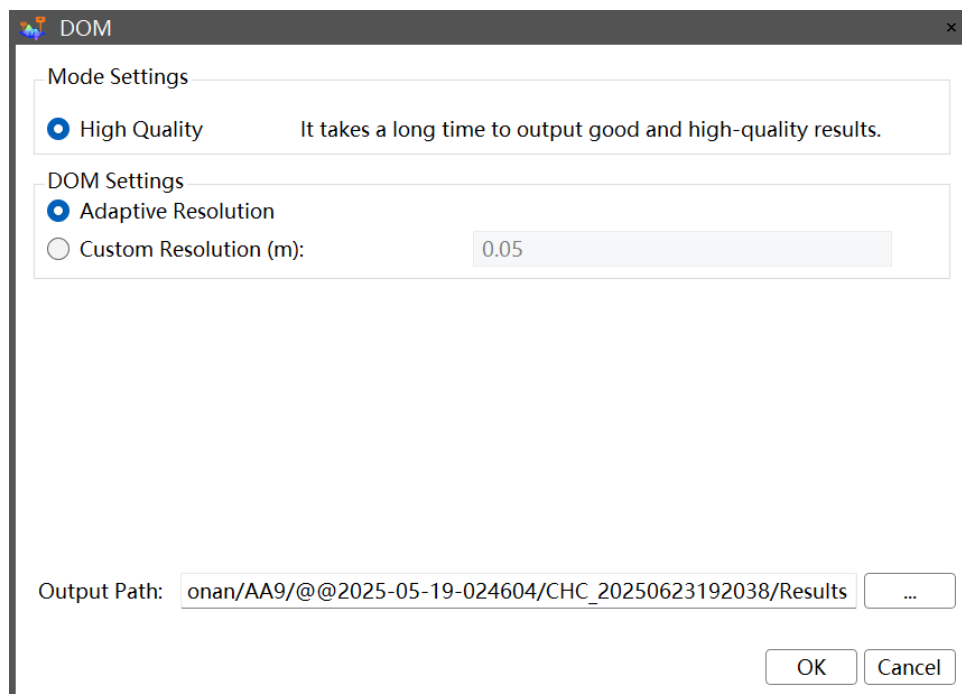 DOM
×
Mode Settings
High Quality It takes a long time to output good and high-quality results.
DOM Settings
Adaptive Resolution
Custom Resolution (m): 0.05
Output Path: onan/AA9/@@2025-05-19-024604/CHC_20250623192038/Results ...
OK Cancel